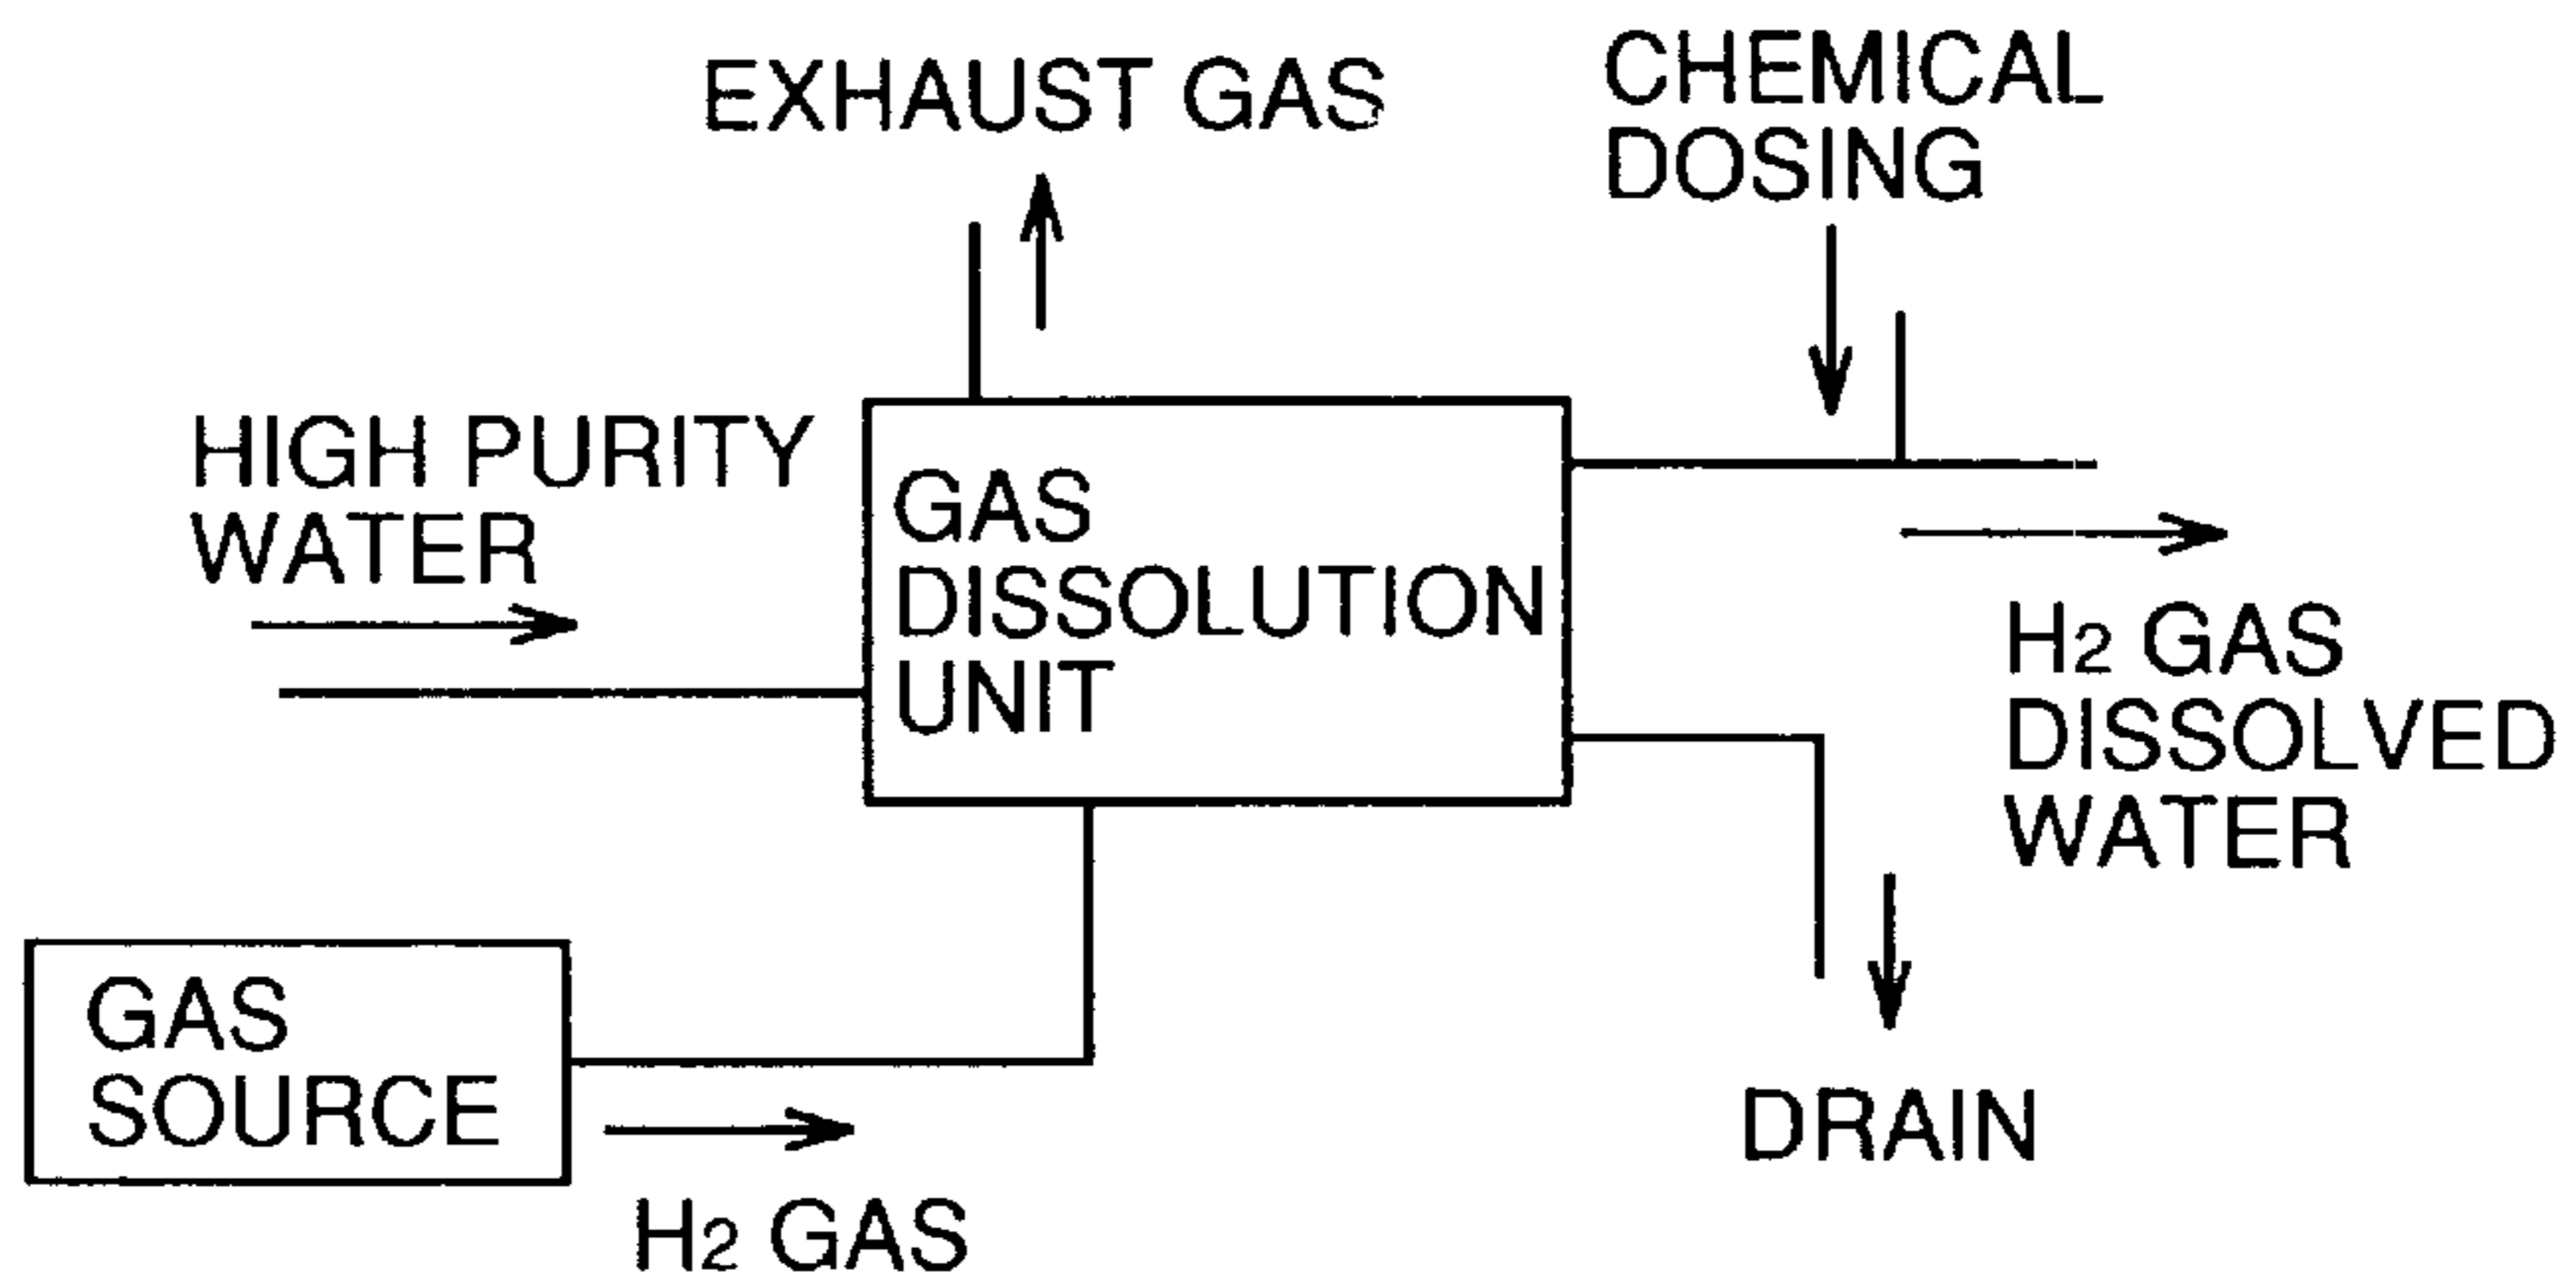 EXHAUST GAS
CHEMICAL
DOSING
HIGH PURITY
WATER
GAS
DISSOLUTION
UNIT
H2 GAS
DISSOLVED
WATER
GAS
SOURCE
H2 GAS
DRAIN